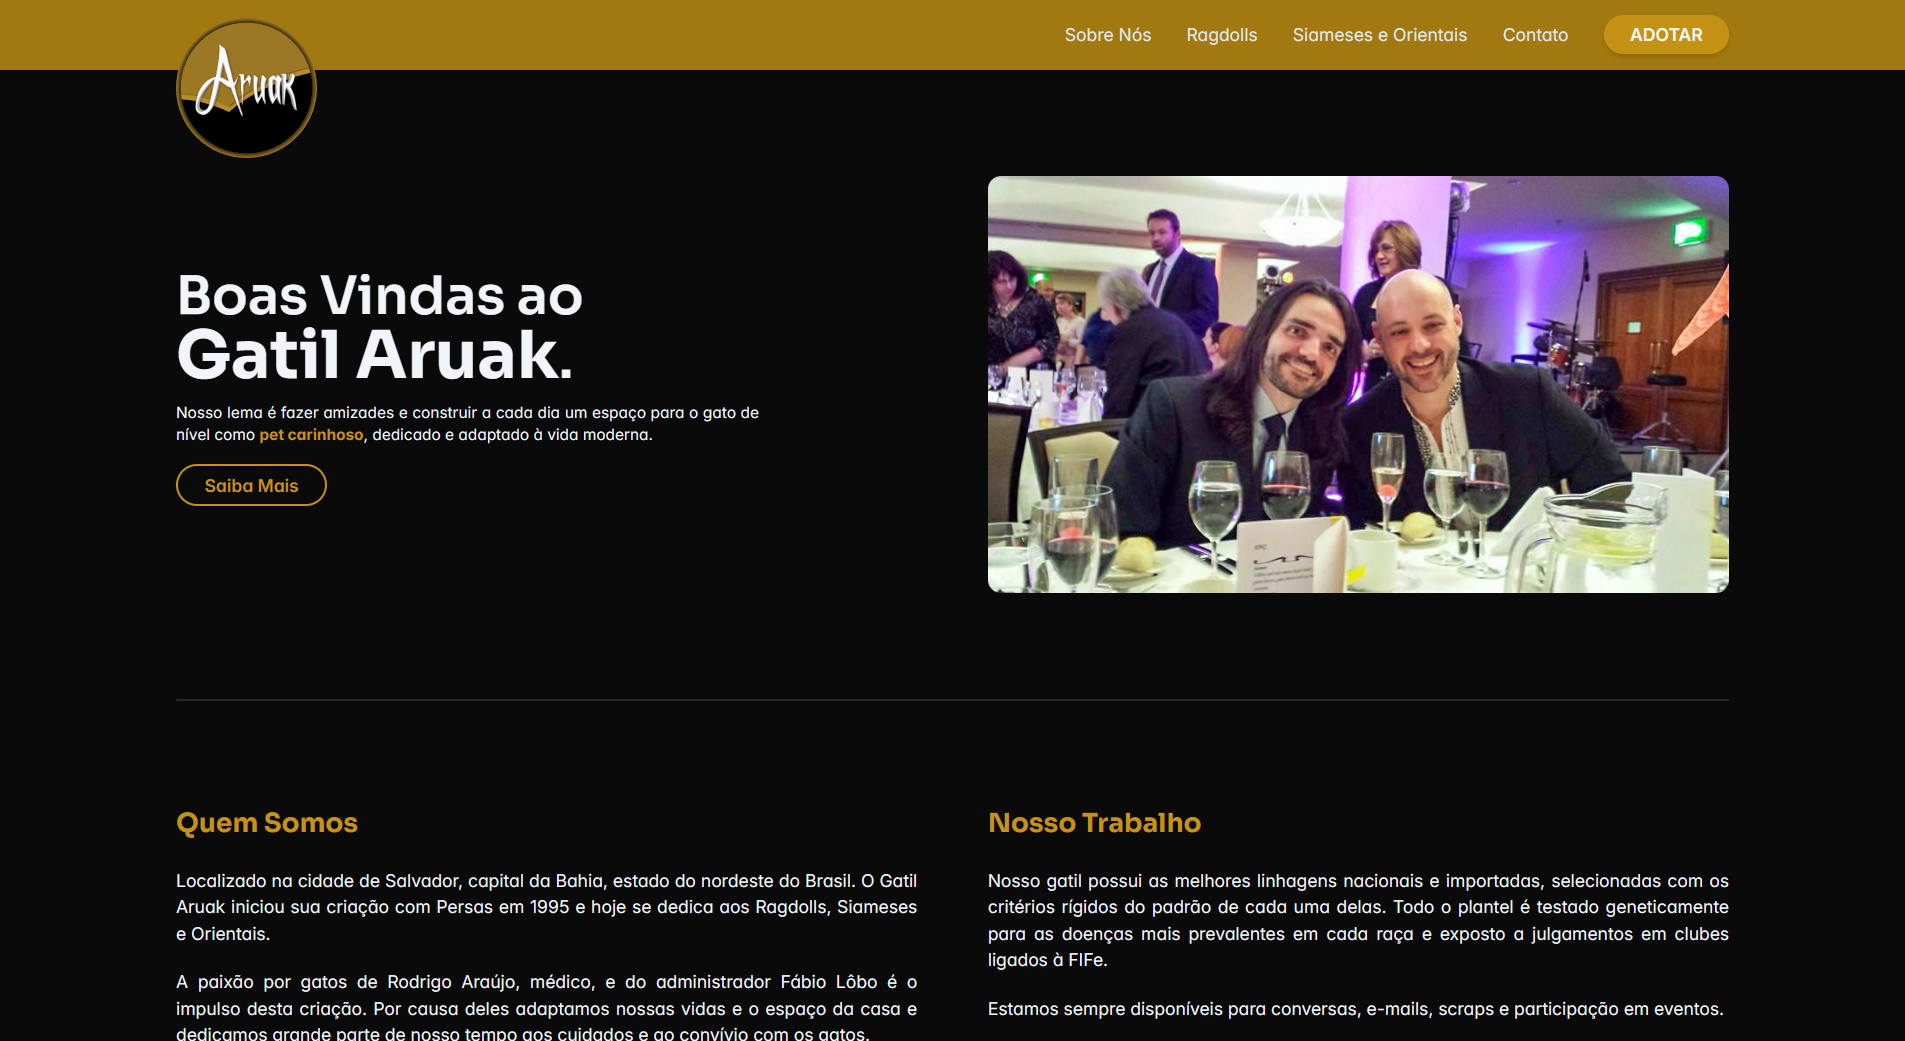 Aruak
Sobre Nós
Ragdolls
Siameses e Orientais
Contato
ADOTAR
Boas Vindas ao
Gatil Aruak.
Nosso lema é fazer amizades e construir a cada dia um espaço para o gato de
nível como pet carinhoso, dedicado e adaptado à vida moderna.
Saiba Mais
Quem Somos
Localizado na cidade de Salvador, capital da Bahia, estado do nordeste do Brasil. O Gatil
Aruak iniciou sua criação com Persas em 1995 e hoje se dedica aos Ragdolls, Siameses
e Orientais.
A paixão por gatos de Rodrigo Araújo, médico, e do administrador Fábio Lôbo é o
impulso desta criação. Por causa deles adaptamos nossas vidas e o espaço da casa e
dedicamos grande parte de nosso tempo aos cuidados e ao convívio com os gatos.
Nosso Trabalho
Nosso gatil possui as melhores linhagens nacionais e importadas, selecionadas com os
critérios rígidos do padrão de cada uma delas. Todo o plantel é testado geneticamente
para as doenças mais prevalentes em cada raça e exposto a julgamentos em clubes
ligados à FIFe.
Estamos sempre disponíveis para conversas, e-mails, scraps e participação em eventos.